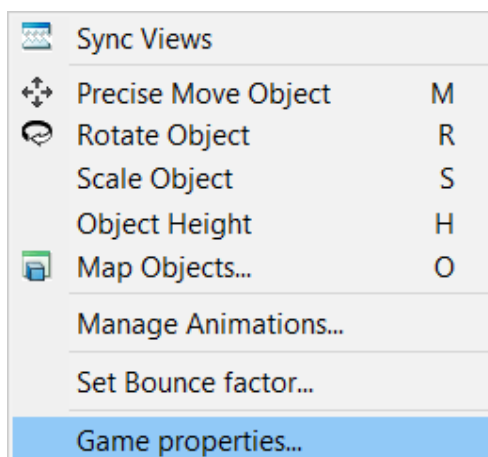 Sync Views
Precise Move Object M
Rotate Object R
Scale Object S
Object Height H
Map Objects... O
Manage Animations...
Set Bounce factor...
Game properties...